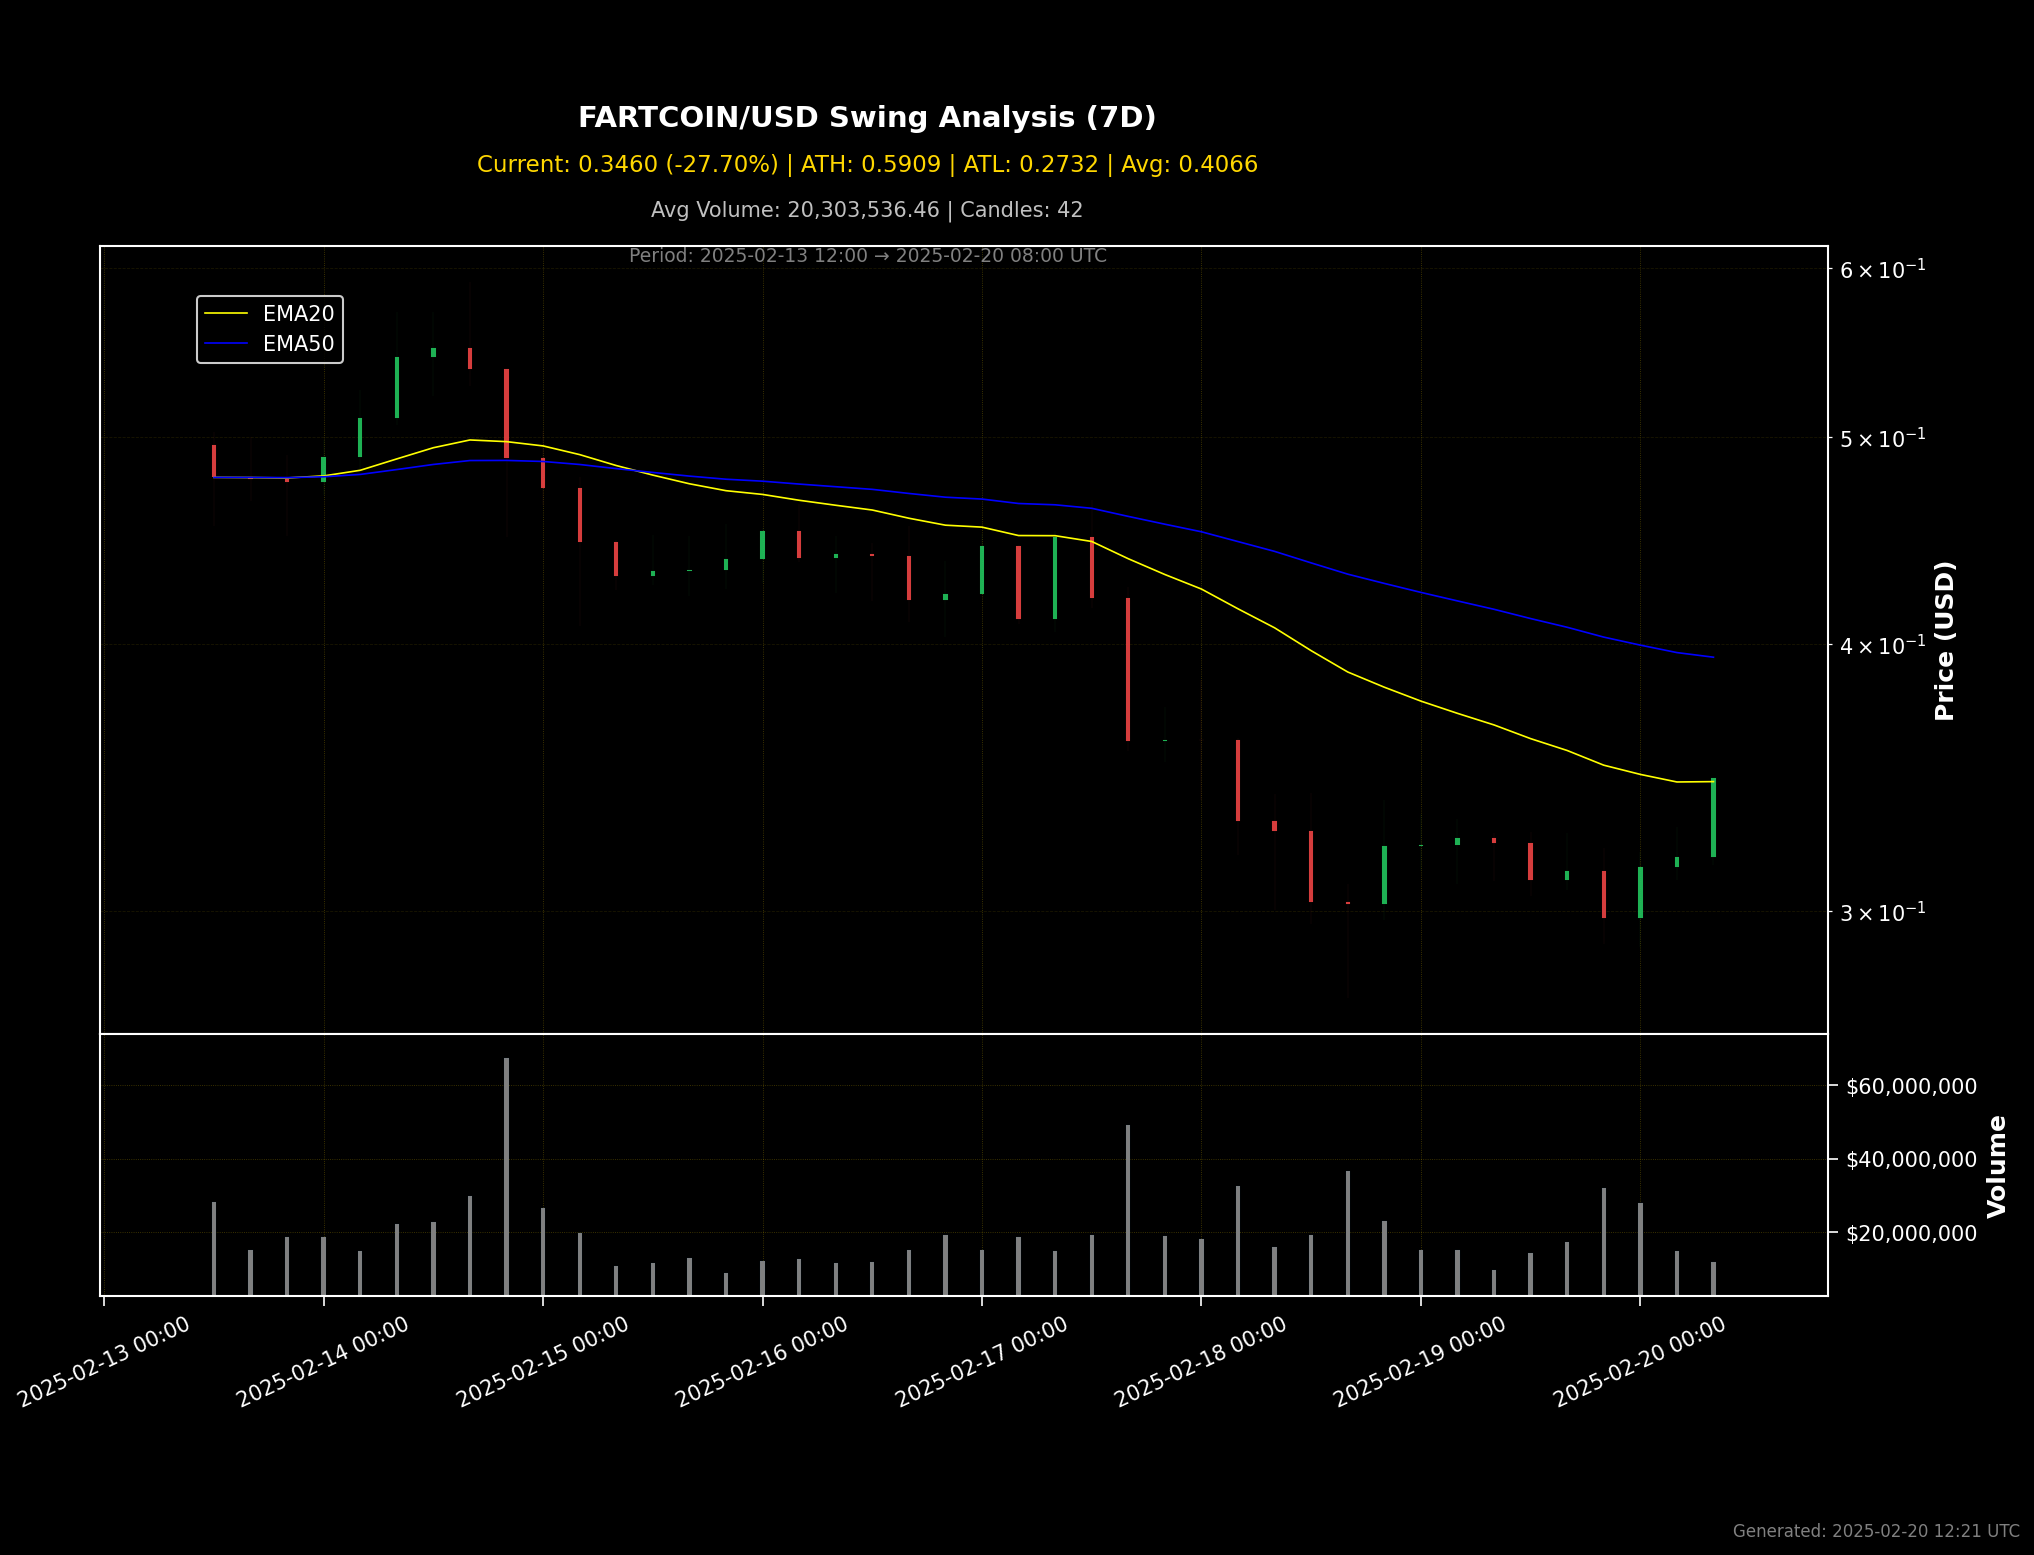 FARTCOIN/USD Swing Analysis (7D)
Current: 0.3460 (-27.70%) | ATH: 0.5909 | ATL: 0.2732 | Avg: 0.4066
Avg Volume: 20,303,536.46 | Candles: 42
Period: 2025-02-13 12:00 → 2025-02-20 08:00 UTC
EMA20
EMA50
6 × 10⁻¹
5 × 10⁻¹
4 × 10⁻¹
3 × 10⁻¹
Price (USD)
$60,000,000
$40,000,000
$20,000,000
Volume
2025-02-13 00:00
2025-02-14 00:00
2025-02-15 00:00
2025-02-16 00:00
2025-02-17 00:00
2025-02-18 00:00
2025-02-19 00:00
2025-02-20 00:00
Generated: 2025-02-20 12:21 UTC